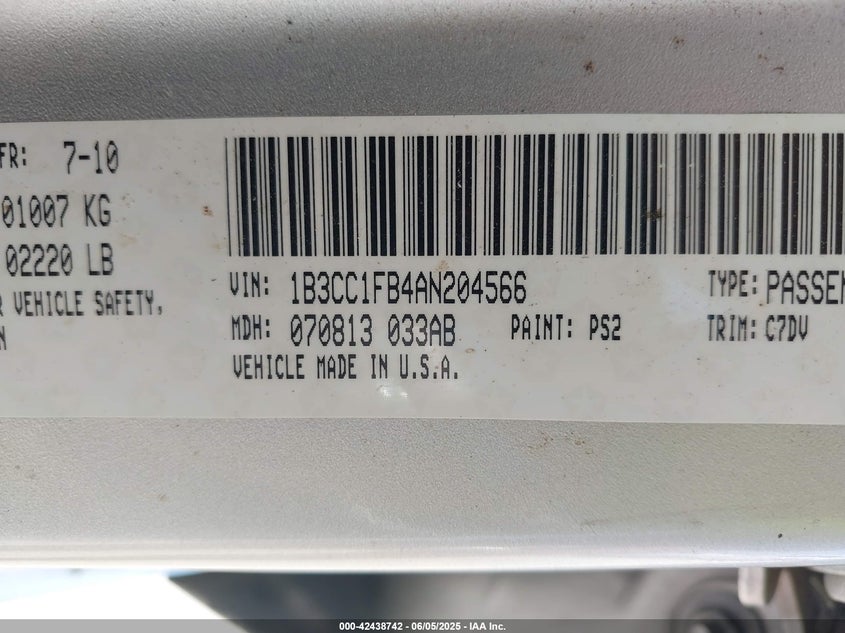 FR: 7-10
01007 KG
02220 LB
R VEHICLE SAFETY,
N
VIN: 1B3CC1FB4AN204566
TYPE: PASSEN
MDH: 070813 033AB
PAINT: PS2
TRIM: C7DV
VEHICLE MADE IN U.S.A.
000-42438742 - 06/05/2025 - IAA Inc.